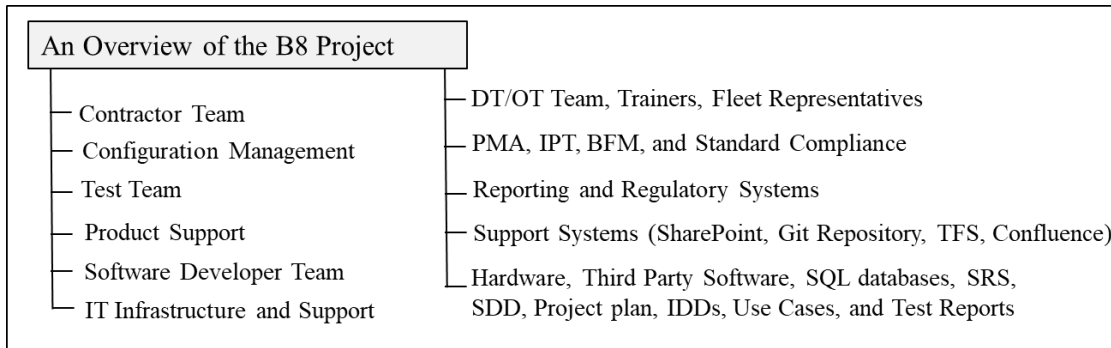 An Overview of the B8 Project
Contractor Team
Configuration Management
Test Team
Product Support
Software Developer Team
IT Infrastructure and Support
DT/OT Team, Trainers, Fleet Representatives
PMA, IPT, BFM, and Standard Compliance
Reporting and Regulatory Systems
Support Systems (SharePoint, Git Repository, TFS, Confluence)
Hardware, Third Party Software, SQL databases, SRS,
SDD, Project plan, IDDs, Use Cases, and Test Reports